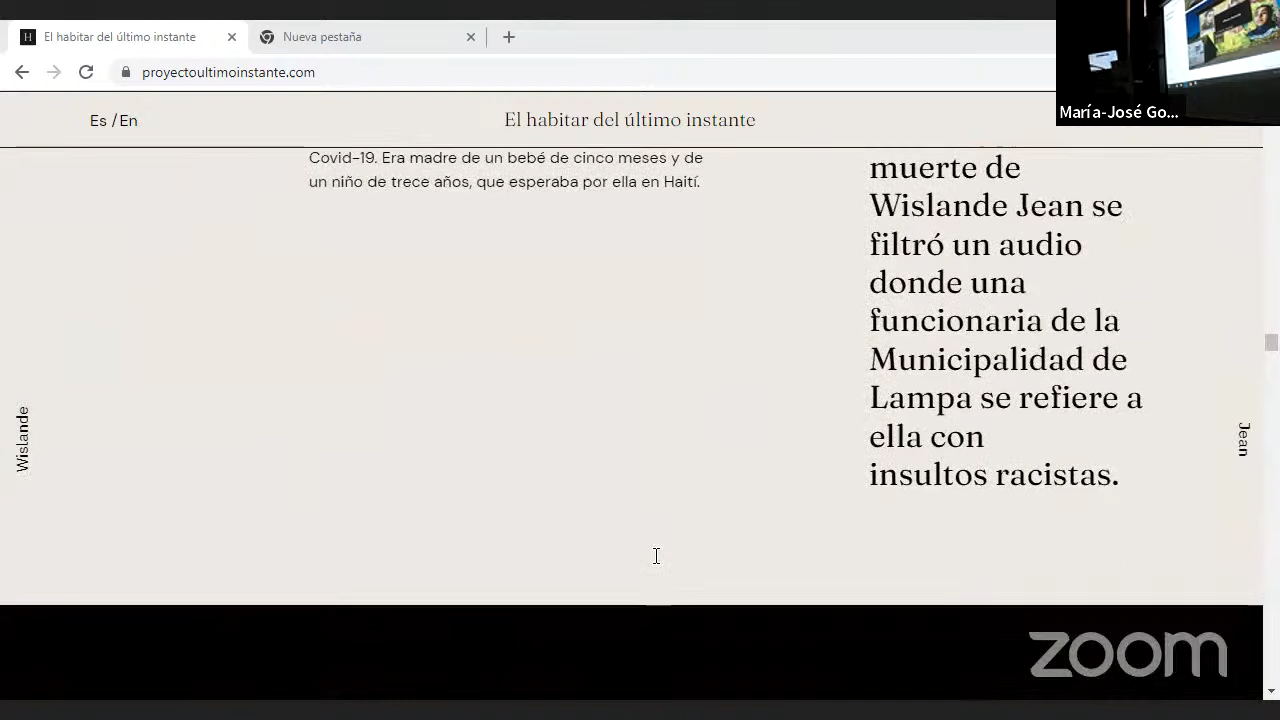 El habitar del último instante
Nueva pestaña
proyectoultimoinstante.com
María-José Go...
Es / En
El habitar del último instante
Covid-19. Era madre de un bebé de cinco meses y de
un niño de trece años, que esperaba por ella en Haití.
muerte de
Wislande Jean se
filtró un audio
donde una
funcionaria de la
Municipalidad de
Lampa se refiere a
ella con
insultos racistas.
Wislande
Jean
zoom